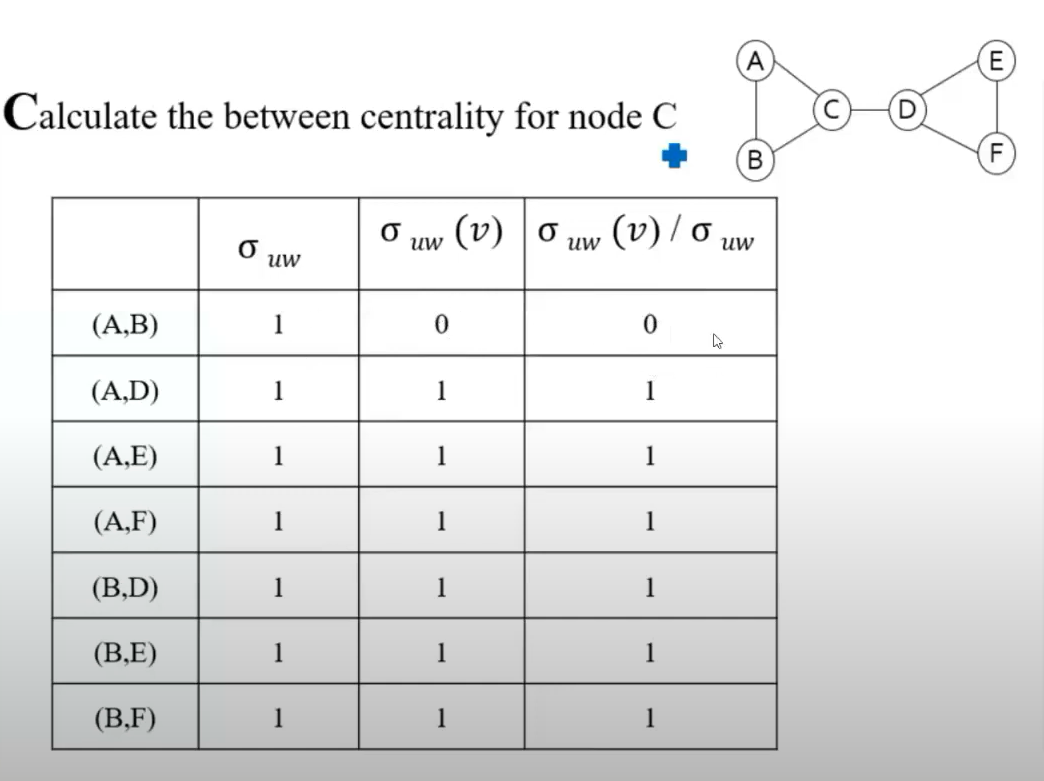 Calculate the between centrality for node C
A
E
C
D
B
F
σ uw
σ uw (v)
σ uw (v) / σ uw
(A,B) 1 0 0
(A,D) 1 1 1
(A,E) 1 1 1
(A,F) 1 1 1
(B,D) 1 1 1
(B,E) 1 1 1
(B,F) 1 1 1